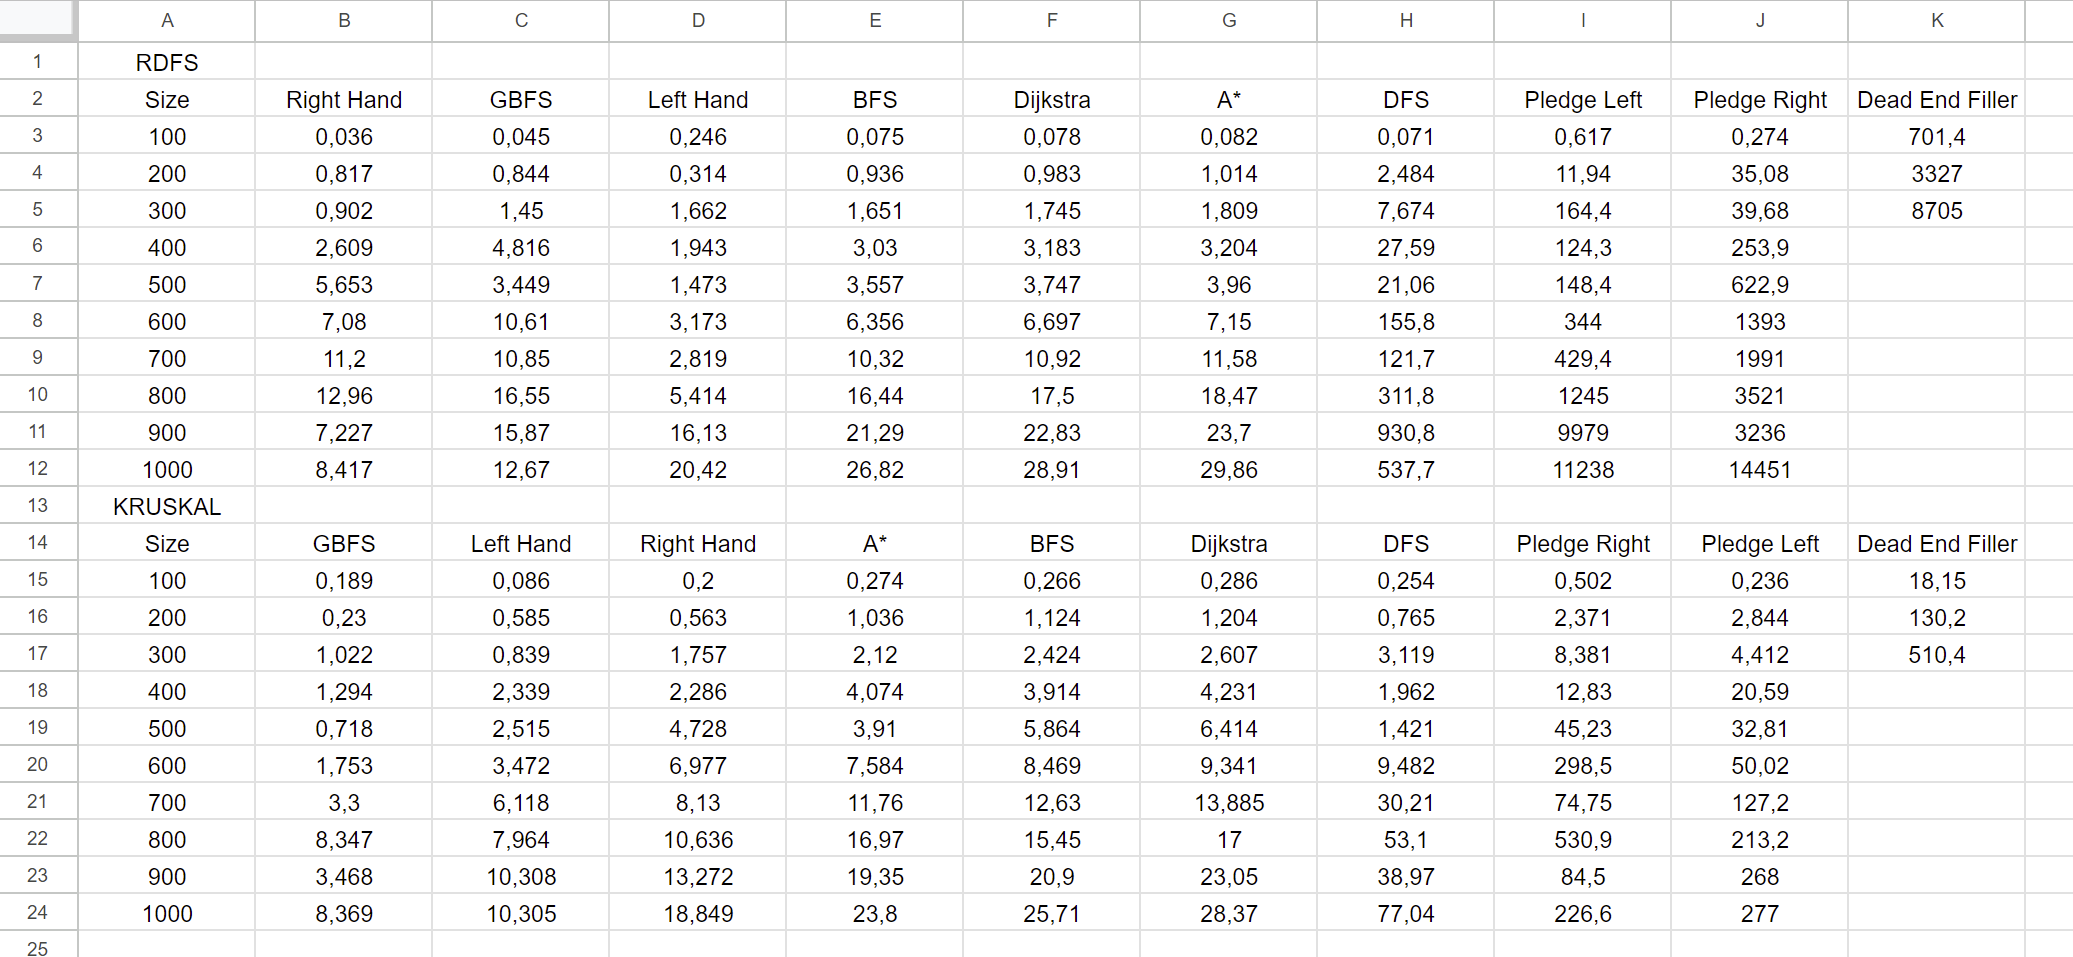 A B C D E F G H I J K
1 RDFS
2 Size Right Hand GBFS Left Hand BFS Dijkstra A* DFS Pledge Left Pledge Right Dead End Filler
3 100 0,036 0,045 0,246 0,075 0,078 0,082 0,071 0,617 0,274 701,4
4 200 0,817 0,844 0,314 0,936 0,983 1,014 2,484 11,94 35,08 3327
5 300 0,902 1,45 1,662 1,651 1,745 1,809 7,674 164,4 39,68 8705
6 400 2,609 4,816 1,943 3,03 3,183 3,204 27,59 124,3 253,9
7 500 5,653 3,449 1,473 3,557 3,747 3,96 21,06 148,4 622,9
8 600 7,08 10,61 3,173 6,356 6,697 7,15 155,8 344 1393
9 700 11,2 10,85 2,819 10,32 10,92 11,58 121,7 429,4 1991
10 800 12,96 16,55 5,414 16,44 17,5 18,47 311,8 1245 3521
11 900 7,227 15,87 16,13 21,29 22,83 23,7 930,8 9979 3236
12 1000 8,417 12,67 20,42 26,82 28,91 29,86 537,7 11238 14451
13 KRUSKAL
14 Size GBFS Left Hand Right Hand A* BFS Dijkstra DFS Pledge Right Pledge Left Dead End Filler
15 100 0,189 0,086 0,2 0,274 0,266 0,286 0,254 0,502 0,236 18,15
16 200 0,23 0,585 0,563 1,036 1,124 1,204 0,765 2,371 2,844 130,2
17 300 1,022 0,839 1,757 2,12 2,424 2,607 3,119 8,381 4,412 510,4
18 400 1,294 2,339 2,286 4,074 3,914 4,231 1,962 12,83 20,59
19 500 0,718 2,515 4,728 3,91 5,864 6,414 1,421 45,23 32,81
20 600 1,753 3,472 6,977 7,584 8,469 9,341 9,482 298,5 50,02
21 700 3,3 6,118 8,13 11,76 12,63 13,885 30,21 74,75 127,2
22 800 8,347 7,964 10,636 16,97 15,45 17 53,1 530,9 213,2
23 900 3,468 10,308 13,272 19,35 20,9 23,05 38,97 84,5 268
24 1000 8,369 10,305 18,849 23,8 25,71 28,37 77,04 226,6 277
25